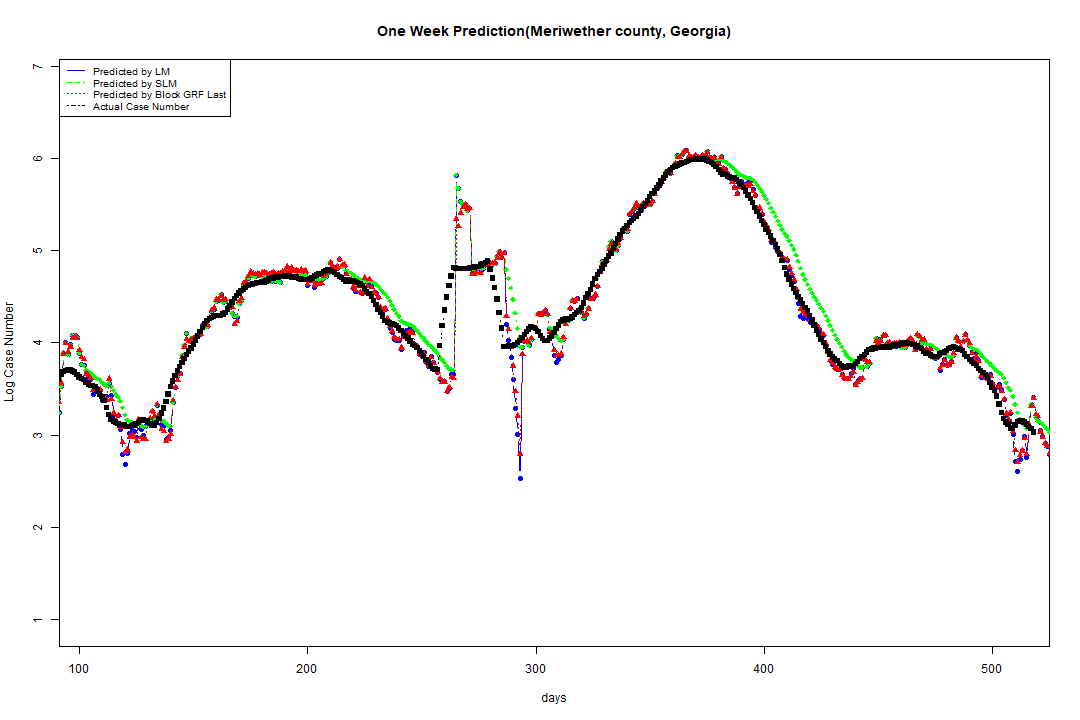 One Week Prediction(Meriwether county, Georgia)
Predicted by LM
Predicted by SLM
Predicted by Block GRF Last
Actual Case Number
7
6
5
4
3
2
1
Log Case Number
100 200 300 400 500
days